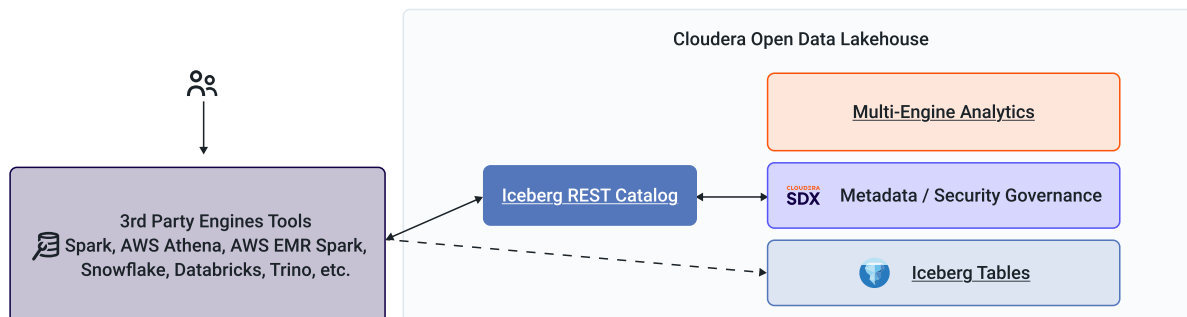 Cloudera Open Data Lakehouse
Multi-Engine Analytics
3rd Party Engines Tools
Spark, AWS Athena, AWS EMR Spark,
Snowflake, Databricks, Trino, etc.
Iceberg REST Catalog
CLOUDERA
SDX
Metadata / Security Governance
Iceberg Tables